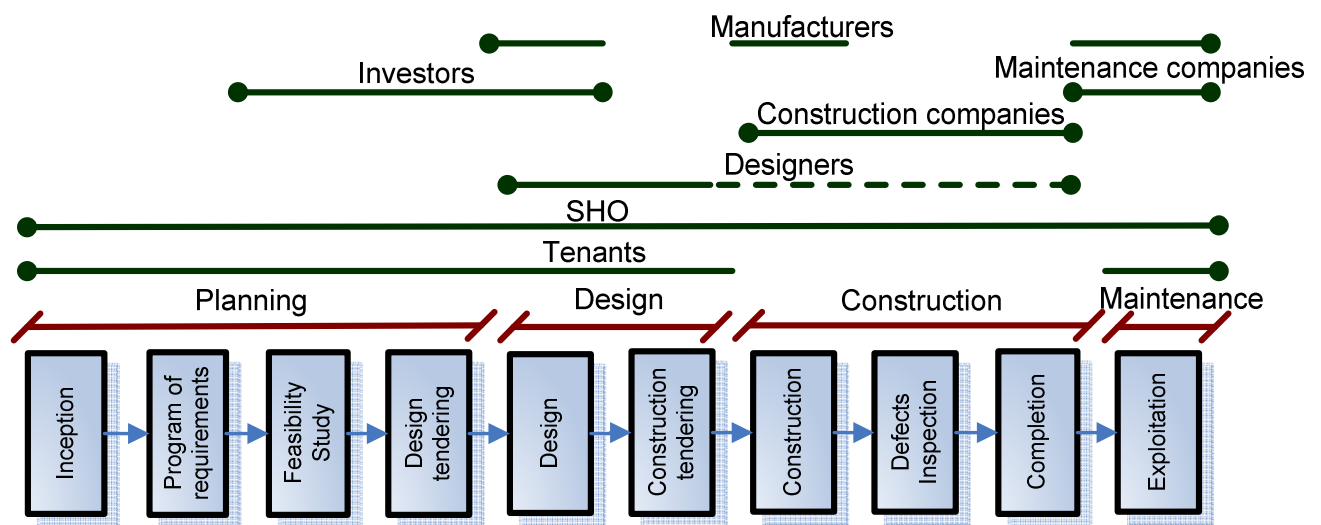 Manufacturers
Investors
Maintenance companies
Construction companies
Designers
SHO
Tenants
Planning
Design
Construction
Maintenance
Inception
Program of
requirements
Feasibility
Study
Design
tendering
Design
Construction
tendering
Construction
Defects
Inspection
Completion
Exploitation